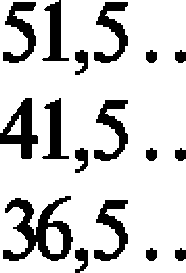 51,5 . .
41,5 . .
36,5 . .